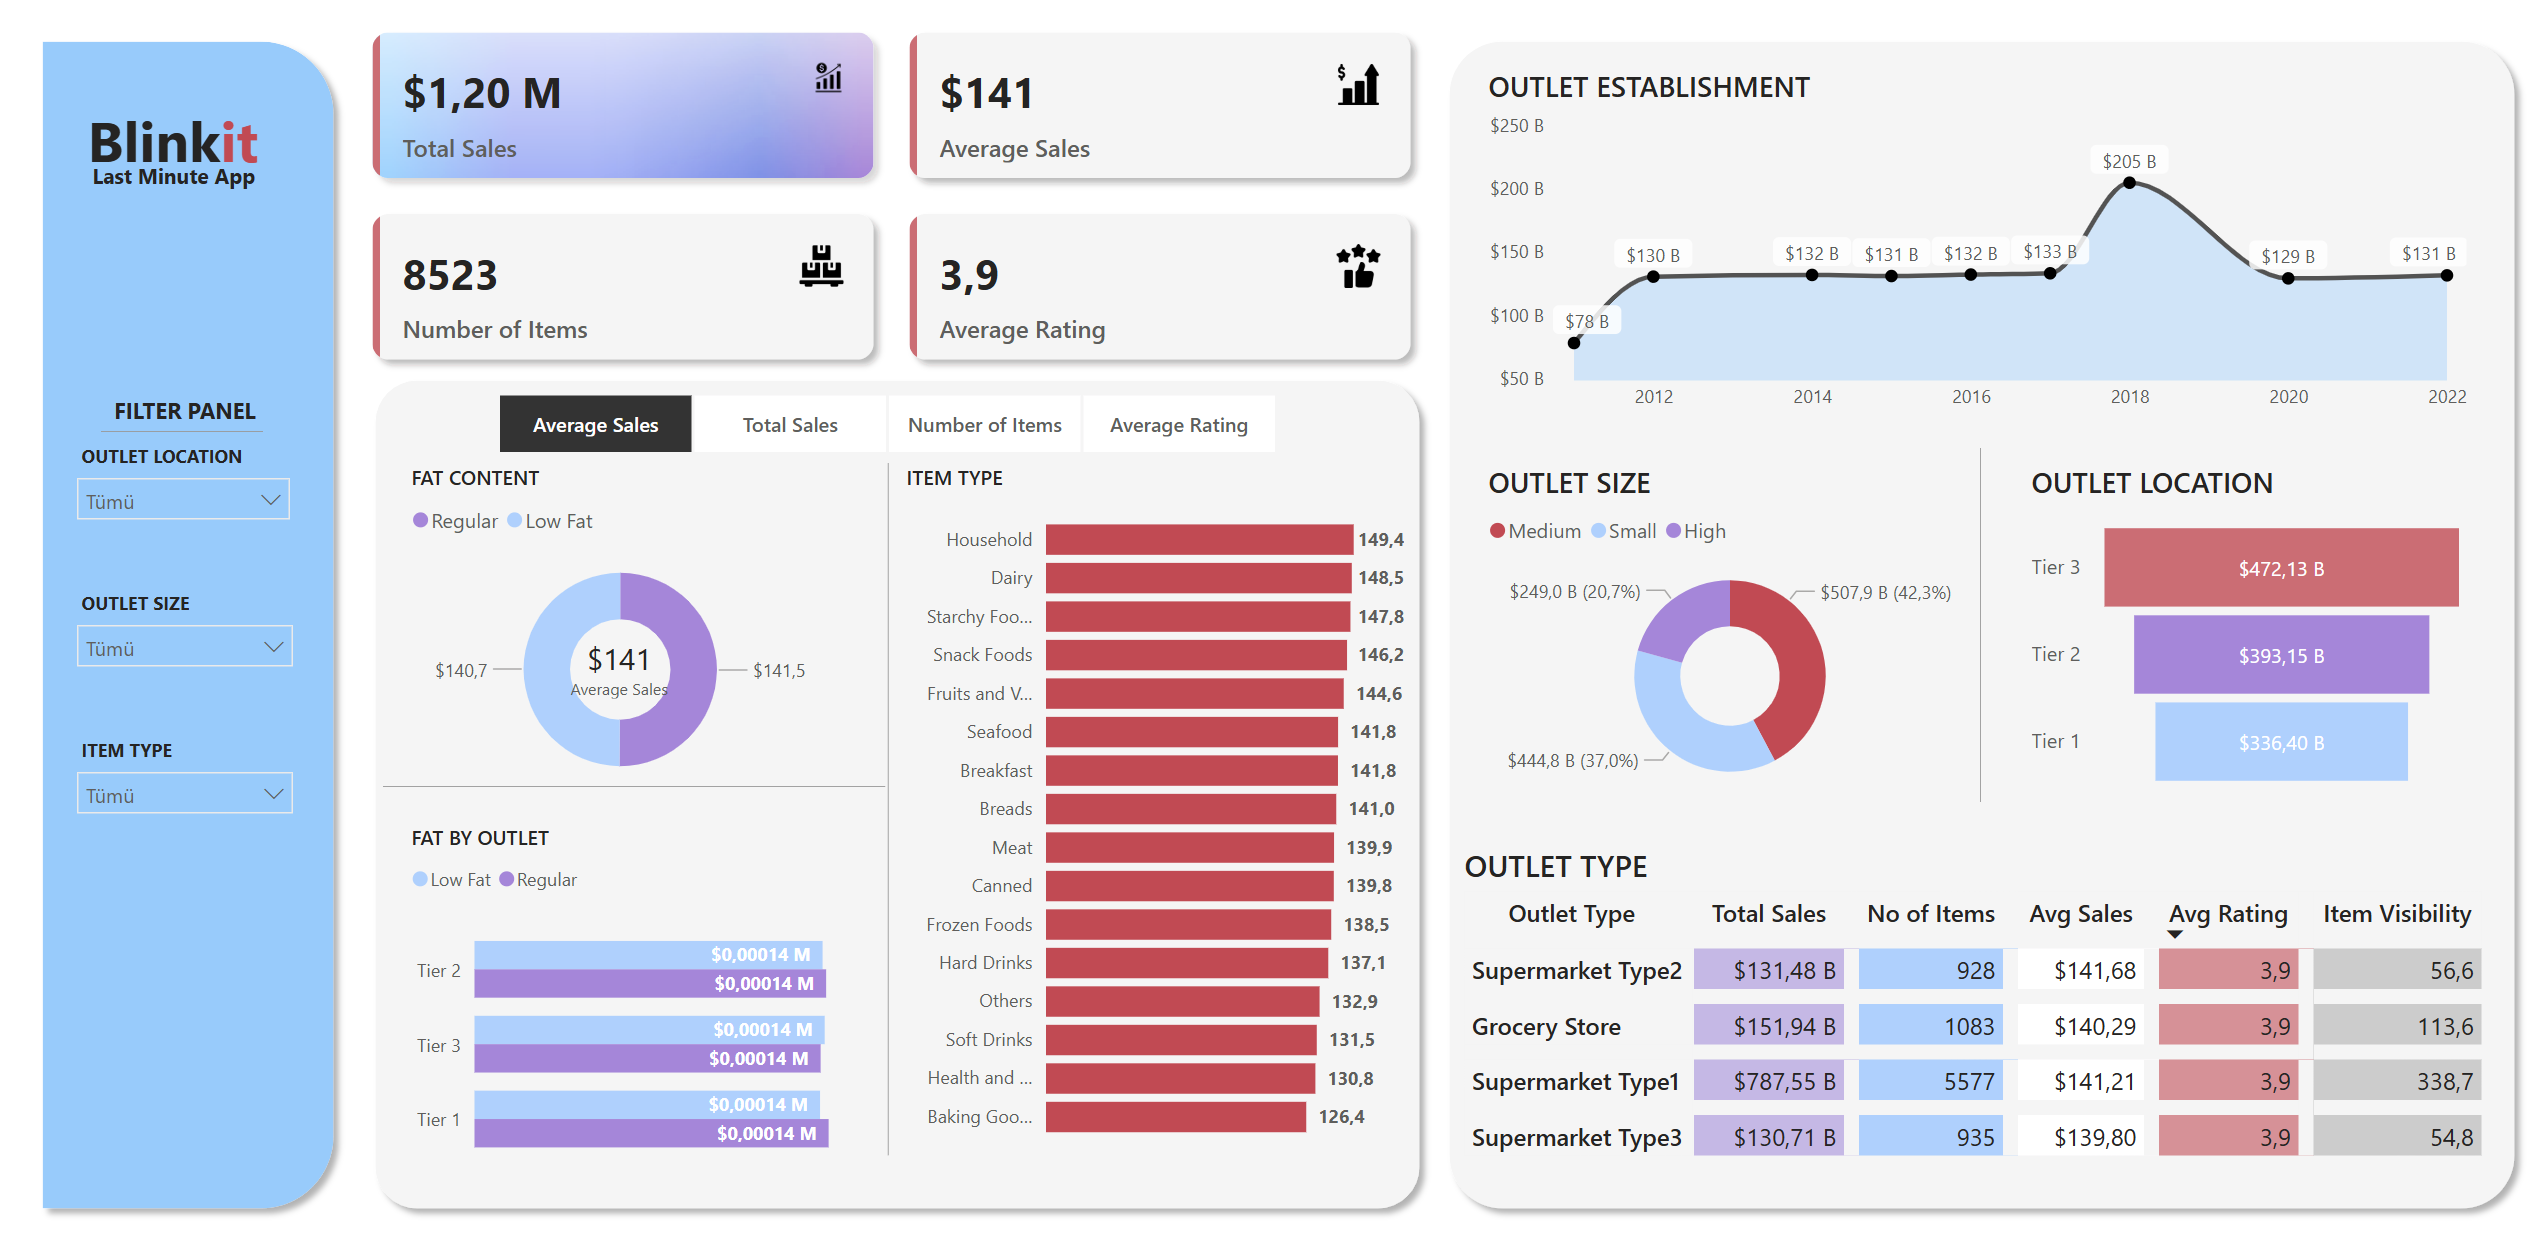 Blinkit
Last Minute App
FILTER PANEL
OUTLET LOCATION
Tümü
OUTLET SIZE
Tümü
ITEM TYPE
Tümü
$1,20 M
Total Sales
$141
Average Sales
8523
Number of Items
3,9
Average Rating
Average Sales Total Sales Number of Items Average Rating
FAT CONTENT
Regular Low Fat
$140,7
$141
Average Sales
$141,5
FAT BY OUTLET
Low Fat Regular
Tier 2
$0,00014 M
$0,00014 M
Tier 3
$0,00014 M
$0,00014 M
Tier 1
$0,00014 M
$0,00014 M
ITEM TYPE
Household 149,4
Dairy 148,5
Starchy Foo... 147,8
Snack Foods 146,2
Fruits and V... 144,6
Seafood 141,8
Breakfast 141,8
Breads 141,0
Meat 139,9
Canned 139,8
Frozen Foods 138,5
Hard Drinks 137,1
Others 132,9
Soft Drinks 131,5
Health and ... 130,8
Baking Goo... 126,4
OUTLET ESTABLISHMENT
$250 B
$200 B
$150 B
$100 B
$50 B
$78 B
$130 B
$132 B
$131 B
$132 B
$133 B
$205 B
$129 B
$131 B
2012 2014 2016 2018 2020 2022
OUTLET SIZE
Medium Small High
$249,0 B (20,7%)
$507,9 B (42,3%)
$444,8 B (37,0%)
OUTLET LOCATION
Tier 3 $472,13 B
Tier 2 $393,15 B
Tier 1 $336,40 B
OUTLET TYPE
Outlet Type Total Sales No of Items Avg Sales Avg Rating Item Visibility
Supermarket Type2 $131,48 B 928 $141,68 3,9 56,6
Grocery Store $151,94 B 1083 $140,29 3,9 113,6
Supermarket Type1 $787,55 B 5577 $141,21 3,9 338,7
Supermarket Type3 $130,71 B 935 $139,80 3,9 54,8